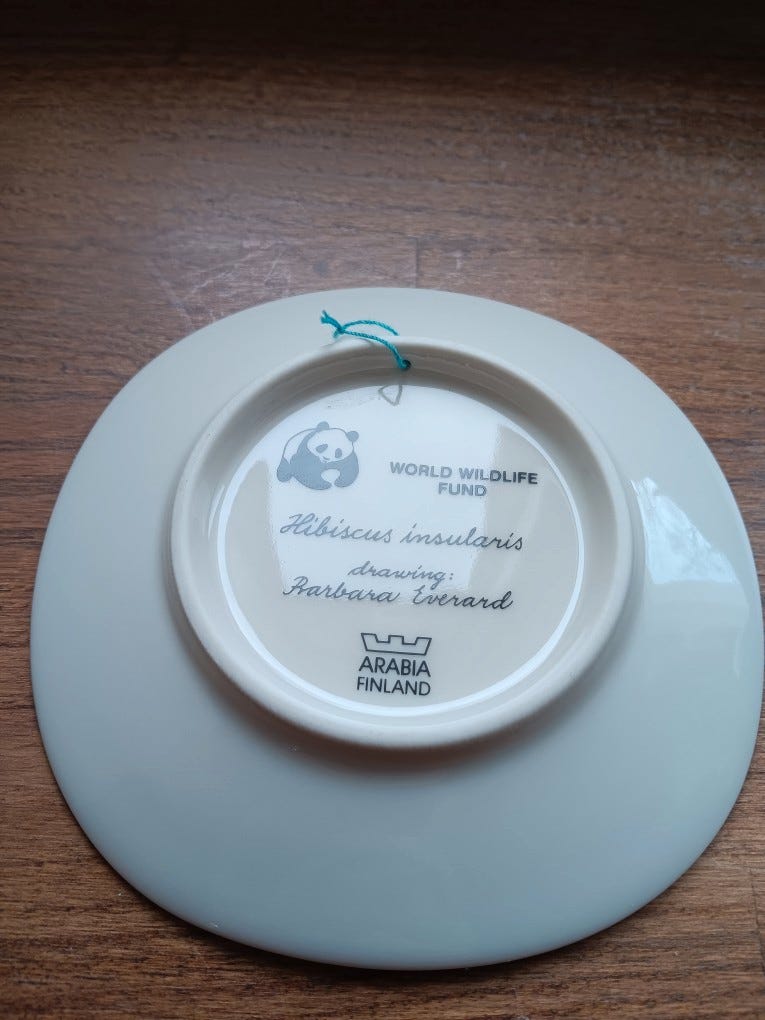 WORLD WILDLIFE
FUND
Hibiscus insularis
drawing:
Barbara Everard
ARABIA
FINLAND